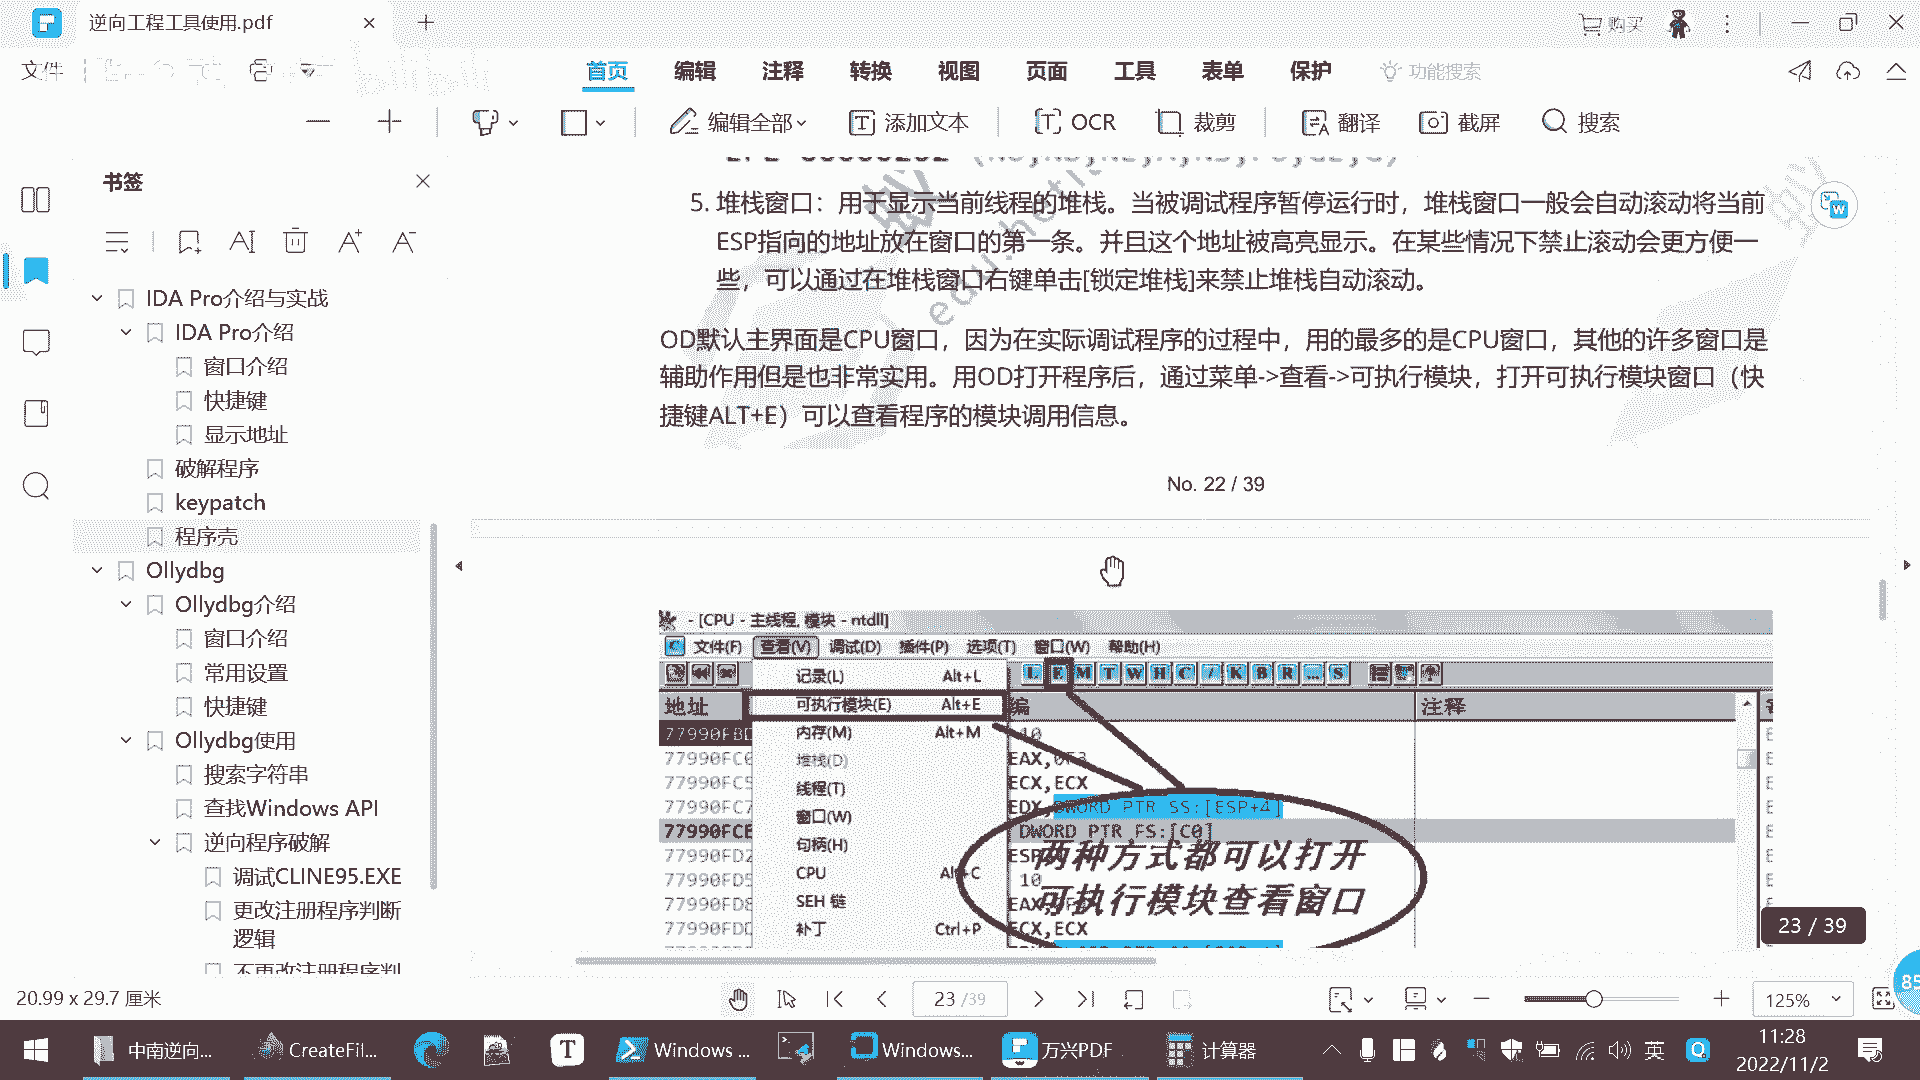 逆向工程工具使用.pdf
购买
文件
首页 编辑 注释 转换 视图 页面 工具 表单 保护 功能搜索
编辑全部 添加文本 OCR 裁剪 翻译 截屏 搜索
书签
IDA Pro介绍与实战
IDA Pro介绍
窗口介绍
快捷键
显示地址
破解程序
keypatch
程序壳
Ollydbg
Ollydbg介绍
窗口介绍
常用设置
快捷键
Ollydbg使用
搜索字符串
查找Windows API
逆向程序破解
调试CLINE95.EXE
更改注册程序判断
逻辑
不更改注册程序判
5. 堆栈窗口：用于显示当前线程的堆栈。当被调试程序暂停运行时，堆栈窗口一般会自动滚动将当前
ESP指向的地址放在窗口的第一条。并且这个地址被高亮显示。在某些情况下禁止滚动会更方便一
些，可以通过在堆栈窗口右键单击[锁定堆栈]来禁止堆栈自动滚动。
OD默认主界面是CPU窗口，因为在实际调试程序的过程中，用的最多的是CPU窗口，其他的许多窗口是
辅助作用但是也非常实用。用OD打开程序后，通过菜单->查看->可执行模块，打开可执行模块窗口（快
捷键ALT+E）可以查看程序的模块调用信息。
No. 22 / 39
- [CPU - 主线程, 模块 - ntdll]
文件(F) 查看(V) 调试(D) 插件(P) 选项(T) 窗口(W) 帮助(H)
L E M T W H C / K B R ... S
地址 编 注释
记录(L) Alt+L
可执行模块(E) Alt+E
内存(M) Alt+M
堆栈(D)
线程(T)
窗口(W)
句柄(H)
CPU Alt+C
SEH 链
补丁 Ctrl+P
77990FC
77990FC5
77990FC7
77990FCE
77990FD2
77990FD5
77990FD8
77990FDD
10
EAX,0F3
ECX,ECX
EDX,DWORD PTR SS:[ESP+4]
DWORD PTR FS:[C0]
ESP
10
EAX
ECX,ECX
两种方式都可以打开
可执行模块查看窗口
23 / 39
20.99 x 29.7 厘米
23 /39
125%
85
中南逆向... CreateFil... Windows ... Windows... 万兴PDF 计算器
英
11:28
2022/11/2